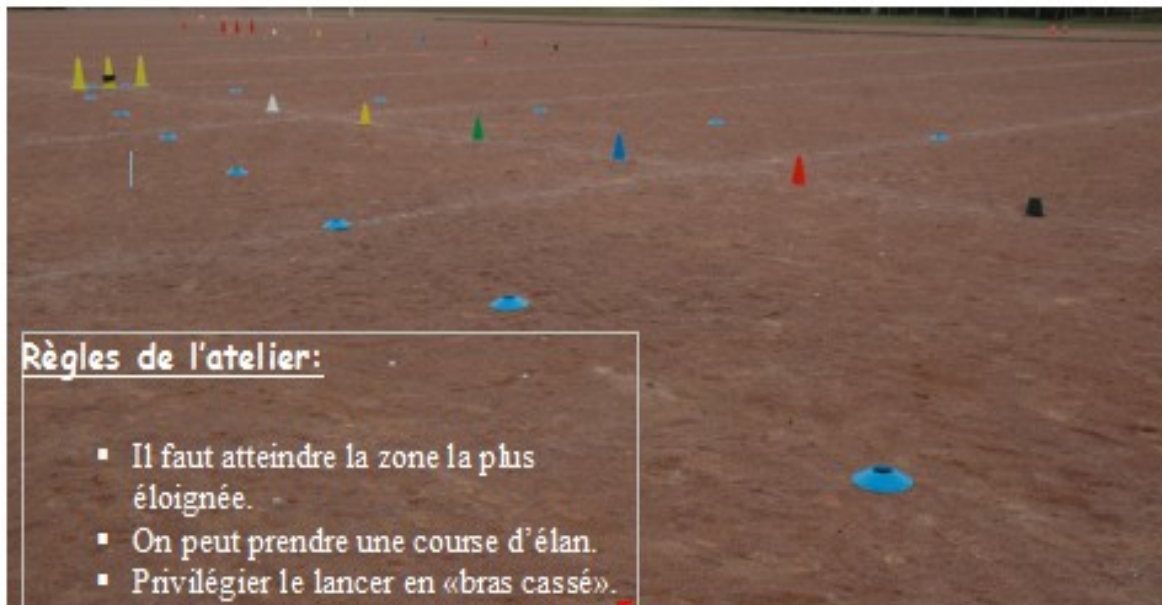 Règles de l'atelier:
▪ Il faut atteindre la zone la plus
éloignée.
▪ On peut prendre une course d'élan.
▪ Privilégier le lancer en «bras cassé».